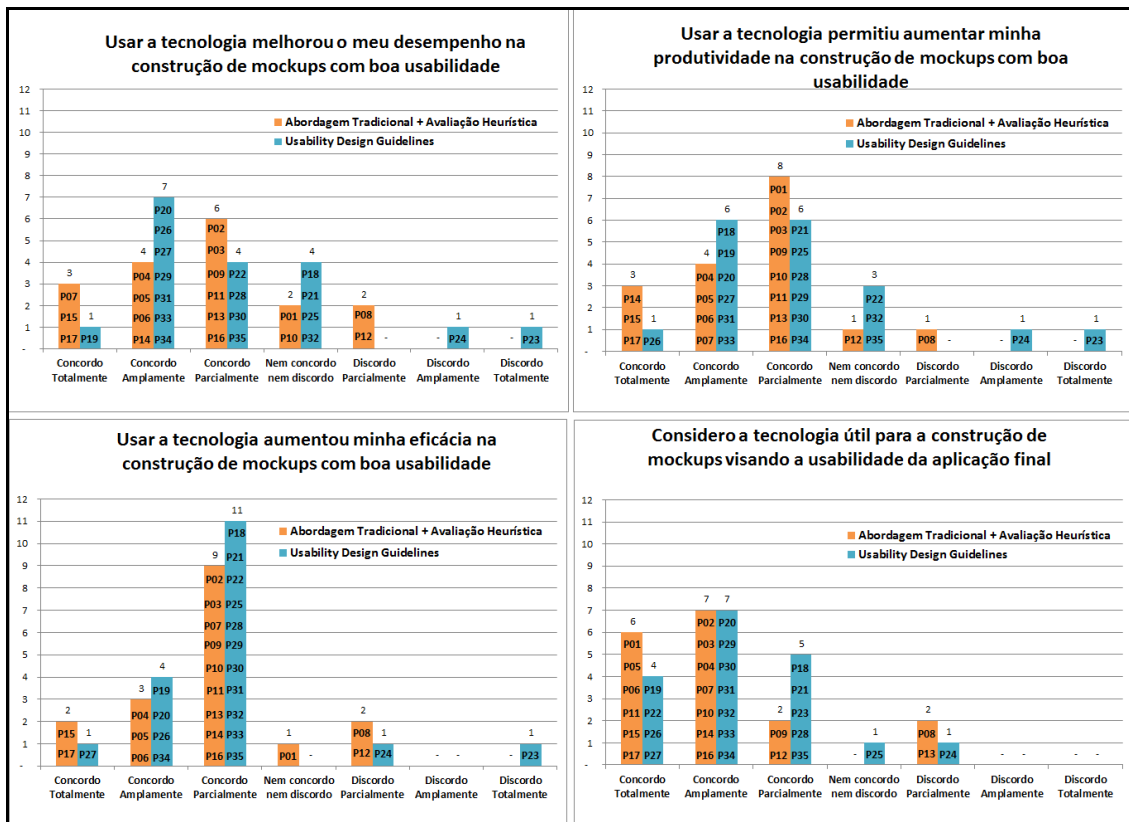 Usar a tecnologia melhorou o meu desempenho na
construção de mockups com boa usabilidade
12
11
10
9
8
7
6
5
4
3
2
1
-
Abordagem Tradicional + Avaliação Heurística
Usability Design Guidelines
3
P07
P15
P17
1
P19
4
P04
P05
P06
P14
7
P20
P26
P27
P29
P31
P33
P34
6
P02
P03
P09
P11
P13
P16
4
P22
P28
P30
P35
2
P01
P10
4
P18
P21
P25
P32
2
P08
P12
-
-
1
P24
-
1
P23
Concordo
Totalmente
Concordo
Amplamente
Concordo
Parcialmente
Nem concordo
nem discordo
Discordo
Parcialmente
Discordo
Amplamente
Discordo
Totalmente
Usar a tecnologia permitiu aumentar minha
produtividade na construção de mockups com boa
usabilidade
12
11
10
9
8
7
6
5
4
3
2
1
-
Abordagem Tradicional + Avaliação Heurística
Usability Design Guidelines
3
P14
P15
P17
1
P26
4
P04
P05
P06
P07
6
P18
P19
P20
P27
P31
P33
8
P01
P02
P03
P09
P10
P11
P13
P16
6
P21
P25
P28
P29
P30
P34
1
P12
3
P22
P32
P35
1
P08
-
-
1
P24
-
1
P23
Concordo
Totalmente
Concordo
Amplamente
Concordo
Parcialmente
Nem concordo
nem discordo
Discordo
Parcialmente
Discordo
Amplamente
Discordo
Totalmente
Usar a tecnologia aumentou minha eficácia na
construção de mockups com boa usabilidade
12
11
10
9
8
7
6
5
4
3
2
1
-
Abordagem Tradicional + Avaliação Heurística
Usability Design Guidelines
2
P15
P17
1
P27
3
P04
P05
P06
4
P19
P20
P26
P34
9
P02
P03
P07
P09
P10
P11
P13
P14
P16
11
P18
P21
P22
P25
P28
P29
P30
P31
P32
P33
P35
1
P01
-
2
P08
P12
1
P24
-
-
-
1
P23
Concordo
Totalmente
Concordo
Amplamente
Concordo
Parcialmente
Nem concordo
nem discordo
Discordo
Parcialmente
Discordo
Amplamente
Discordo
Totalmente
Considero a tecnologia útil para a construção de
mockups visando a usabilidade da aplicação final
12
11
10
9
8
7
6
5
4
3
2
1
-
Abordagem Tradicional + Avaliação Heurística
Usability Design Guidelines
6
P01
P05
P06
P11
P15
P17
4
P19
P22
P26
P27
7
P02
P03
P04
P07
P10
P14
P16
7
P20
P29
P30
P31
P32
P33
P34
2
P09
P12
5
P18
P21
P23
P28
P35
-
1
P25
2
P08
P13
1
P24
-
-
-
-
Concordo
Totalmente
Concordo
Amplamente
Concordo
Parcialmente
Nem concordo
nem discordo
Discordo
Parcialmente
Discordo
Amplamente
Discordo
Totalmente